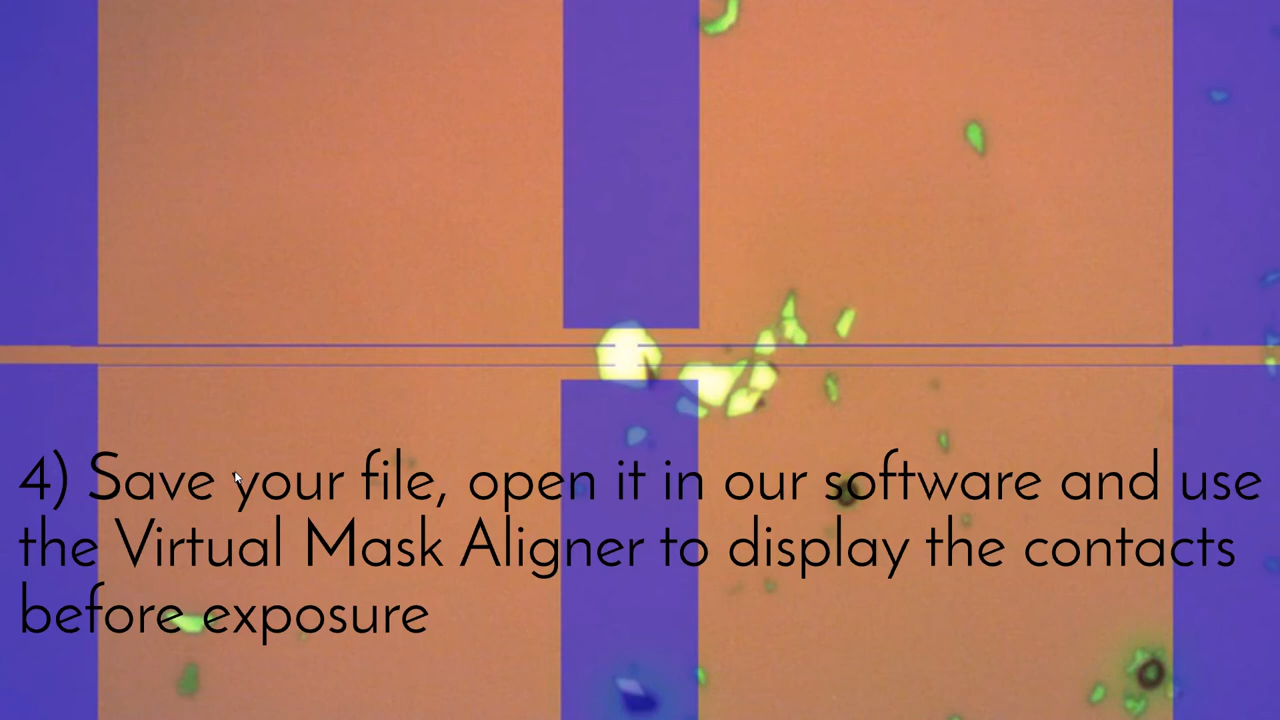 4) Save your file, open it in our software and use
the Virtual Mask Aligner to display the contacts
before exposure